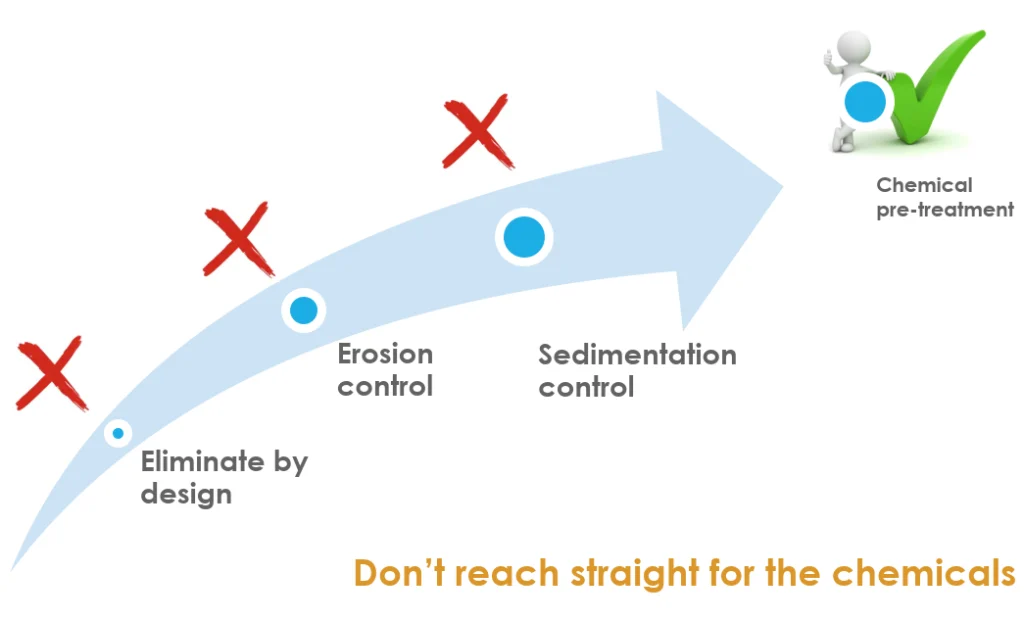 Chemical
pre-treatment
Erosion
control
Sedimentation
control
Eliminate by
design
Don't reach straight for the chemicals